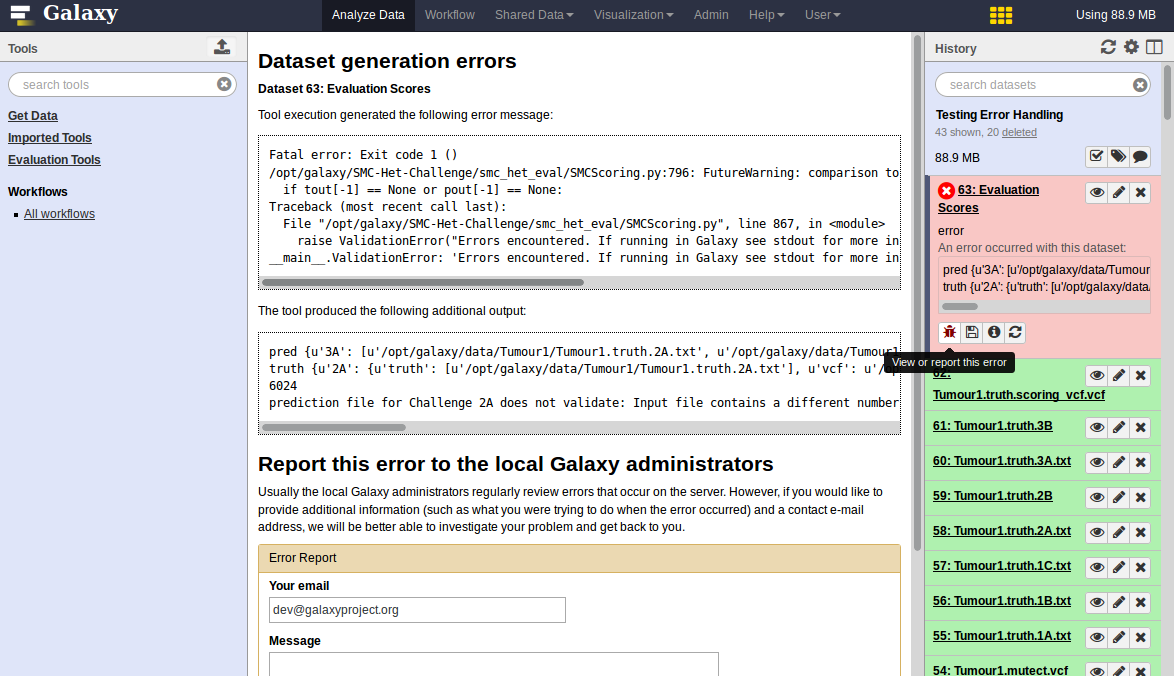 Galaxy
Analyze Data
Workflow
Shared Data
Visualization
Admin
Help
User
Using 88.9 MB
Tools
search tools
Get Data
Imported Tools
Evaluation Tools
Workflows
All workflows
Dataset generation errors
Dataset 63: Evaluation Scores
Tool execution generated the following error message:
Fatal error: Exit code 1 ()
/opt/galaxy/SMC-Het-Challenge/smc_het_eval/SMCScoring.py:796: FutureWarning: comparison to
if tout[-1] == None or pout[-1] == None:
Traceback (most recent call last):
File "/opt/galaxy/SMC-Het-Challenge/smc_het_eval/SMCScoring.py", line 867, in <module>
raise ValidationError("Errors encountered. If running in Galaxy see stdout for more in
__main__.ValidationError: 'Errors encountered. If running in Galaxy see stdout for more in
The tool produced the following additional output:
pred {u'3A': [u'/opt/galaxy/data/Tumour1/Tumour1.truth.2A.txt', u'/opt/galaxy/data/Tumour1
truth {u'2A': {u'truth': [u'/opt/galaxy/data/Tumour1/Tumour1.truth.2A.txt'], u'vcf': u'/
6024
prediction file for Challenge 2A does not validate: Input file contains a different number
Report this error to the local Galaxy administrators
Usually the local Galaxy administrators regularly review errors that occur on the server. However, if you would like to
provide additional information (such as what you were trying to do when the error occurred) and a contact e-mail
address, we will be better able to investigate your problem and get back to you.
Error Report
Your email
dev@galaxyproject.org
Message
History
search datasets
Testing Error Handling
43 shown, 20 deleted
88.9 MB
63: Evaluation
Scores
error
An error occurred with this dataset:
pred {u'3A': [u'/opt/galaxy/data/Tumour
truth {u'2A': {u'truth': [u'/opt/galaxy/data/
View or report this error
62:
Tumour1.truth.scoring_vcf.vcf
61: Tumour1.truth.3B
60: Tumour1.truth.3A.txt
59: Tumour1.truth.2B
58: Tumour1.truth.2A.txt
57: Tumour1.truth.1C.txt
56: Tumour1.truth.1B.txt
55: Tumour1.truth.1A.txt
54: Tumour1.mutect.vcf